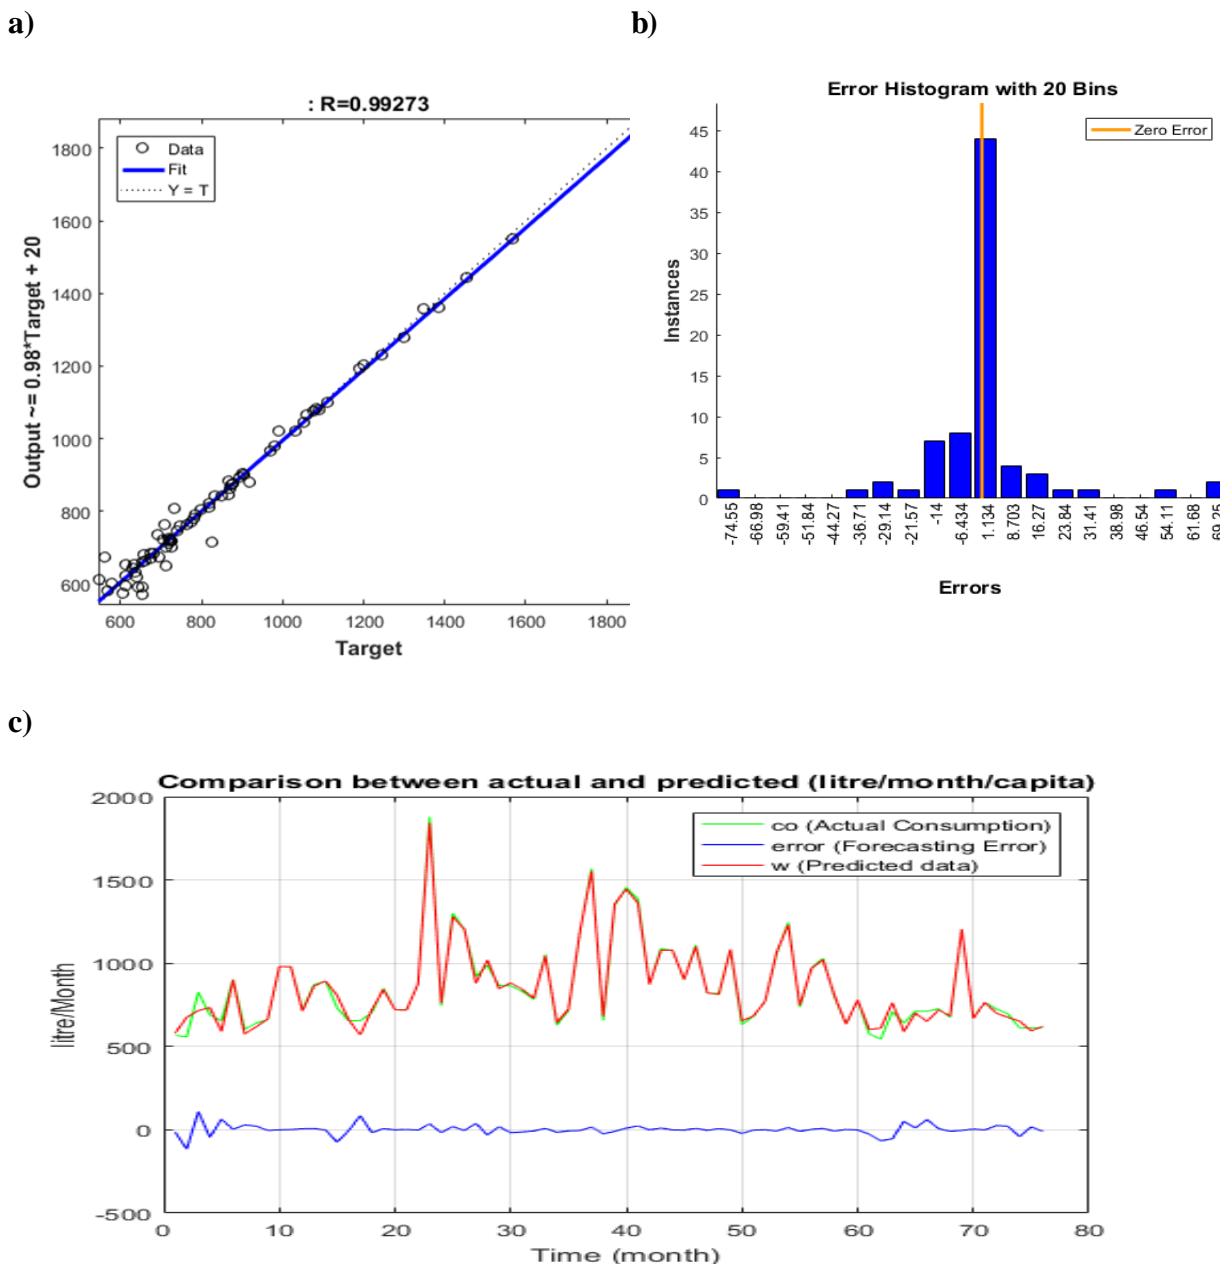 a)
b)
: R=0.99273
Data
Fit
Y = T
1800
1600
1400
1200
1000
800
600
Output ~= 0.98*Target + 20
600 800 1000 1200 1400 1600 1800
Target
Error Histogram with 20 Bins
Zero Error
45
40
35
30
25
20
15
10
5
0
Instances
-74.55 -66.98 -59.41 -51.84 -44.27 -36.71 -29.14 -21.57 -14 -6.434 1.134 8.703 16.27 23.84 31.41 38.98 46.54 54.11 61.68 69.25
Errors
c)
Comparison between actual and predicted (litre/month/capita)
co (Actual Consumption)
error (Forecasting Error)
w (Predicted data)
2000
1500
1000
500
0
-500
litre/Month
0 10 20 30 40 50 60 70 80
Time (month)